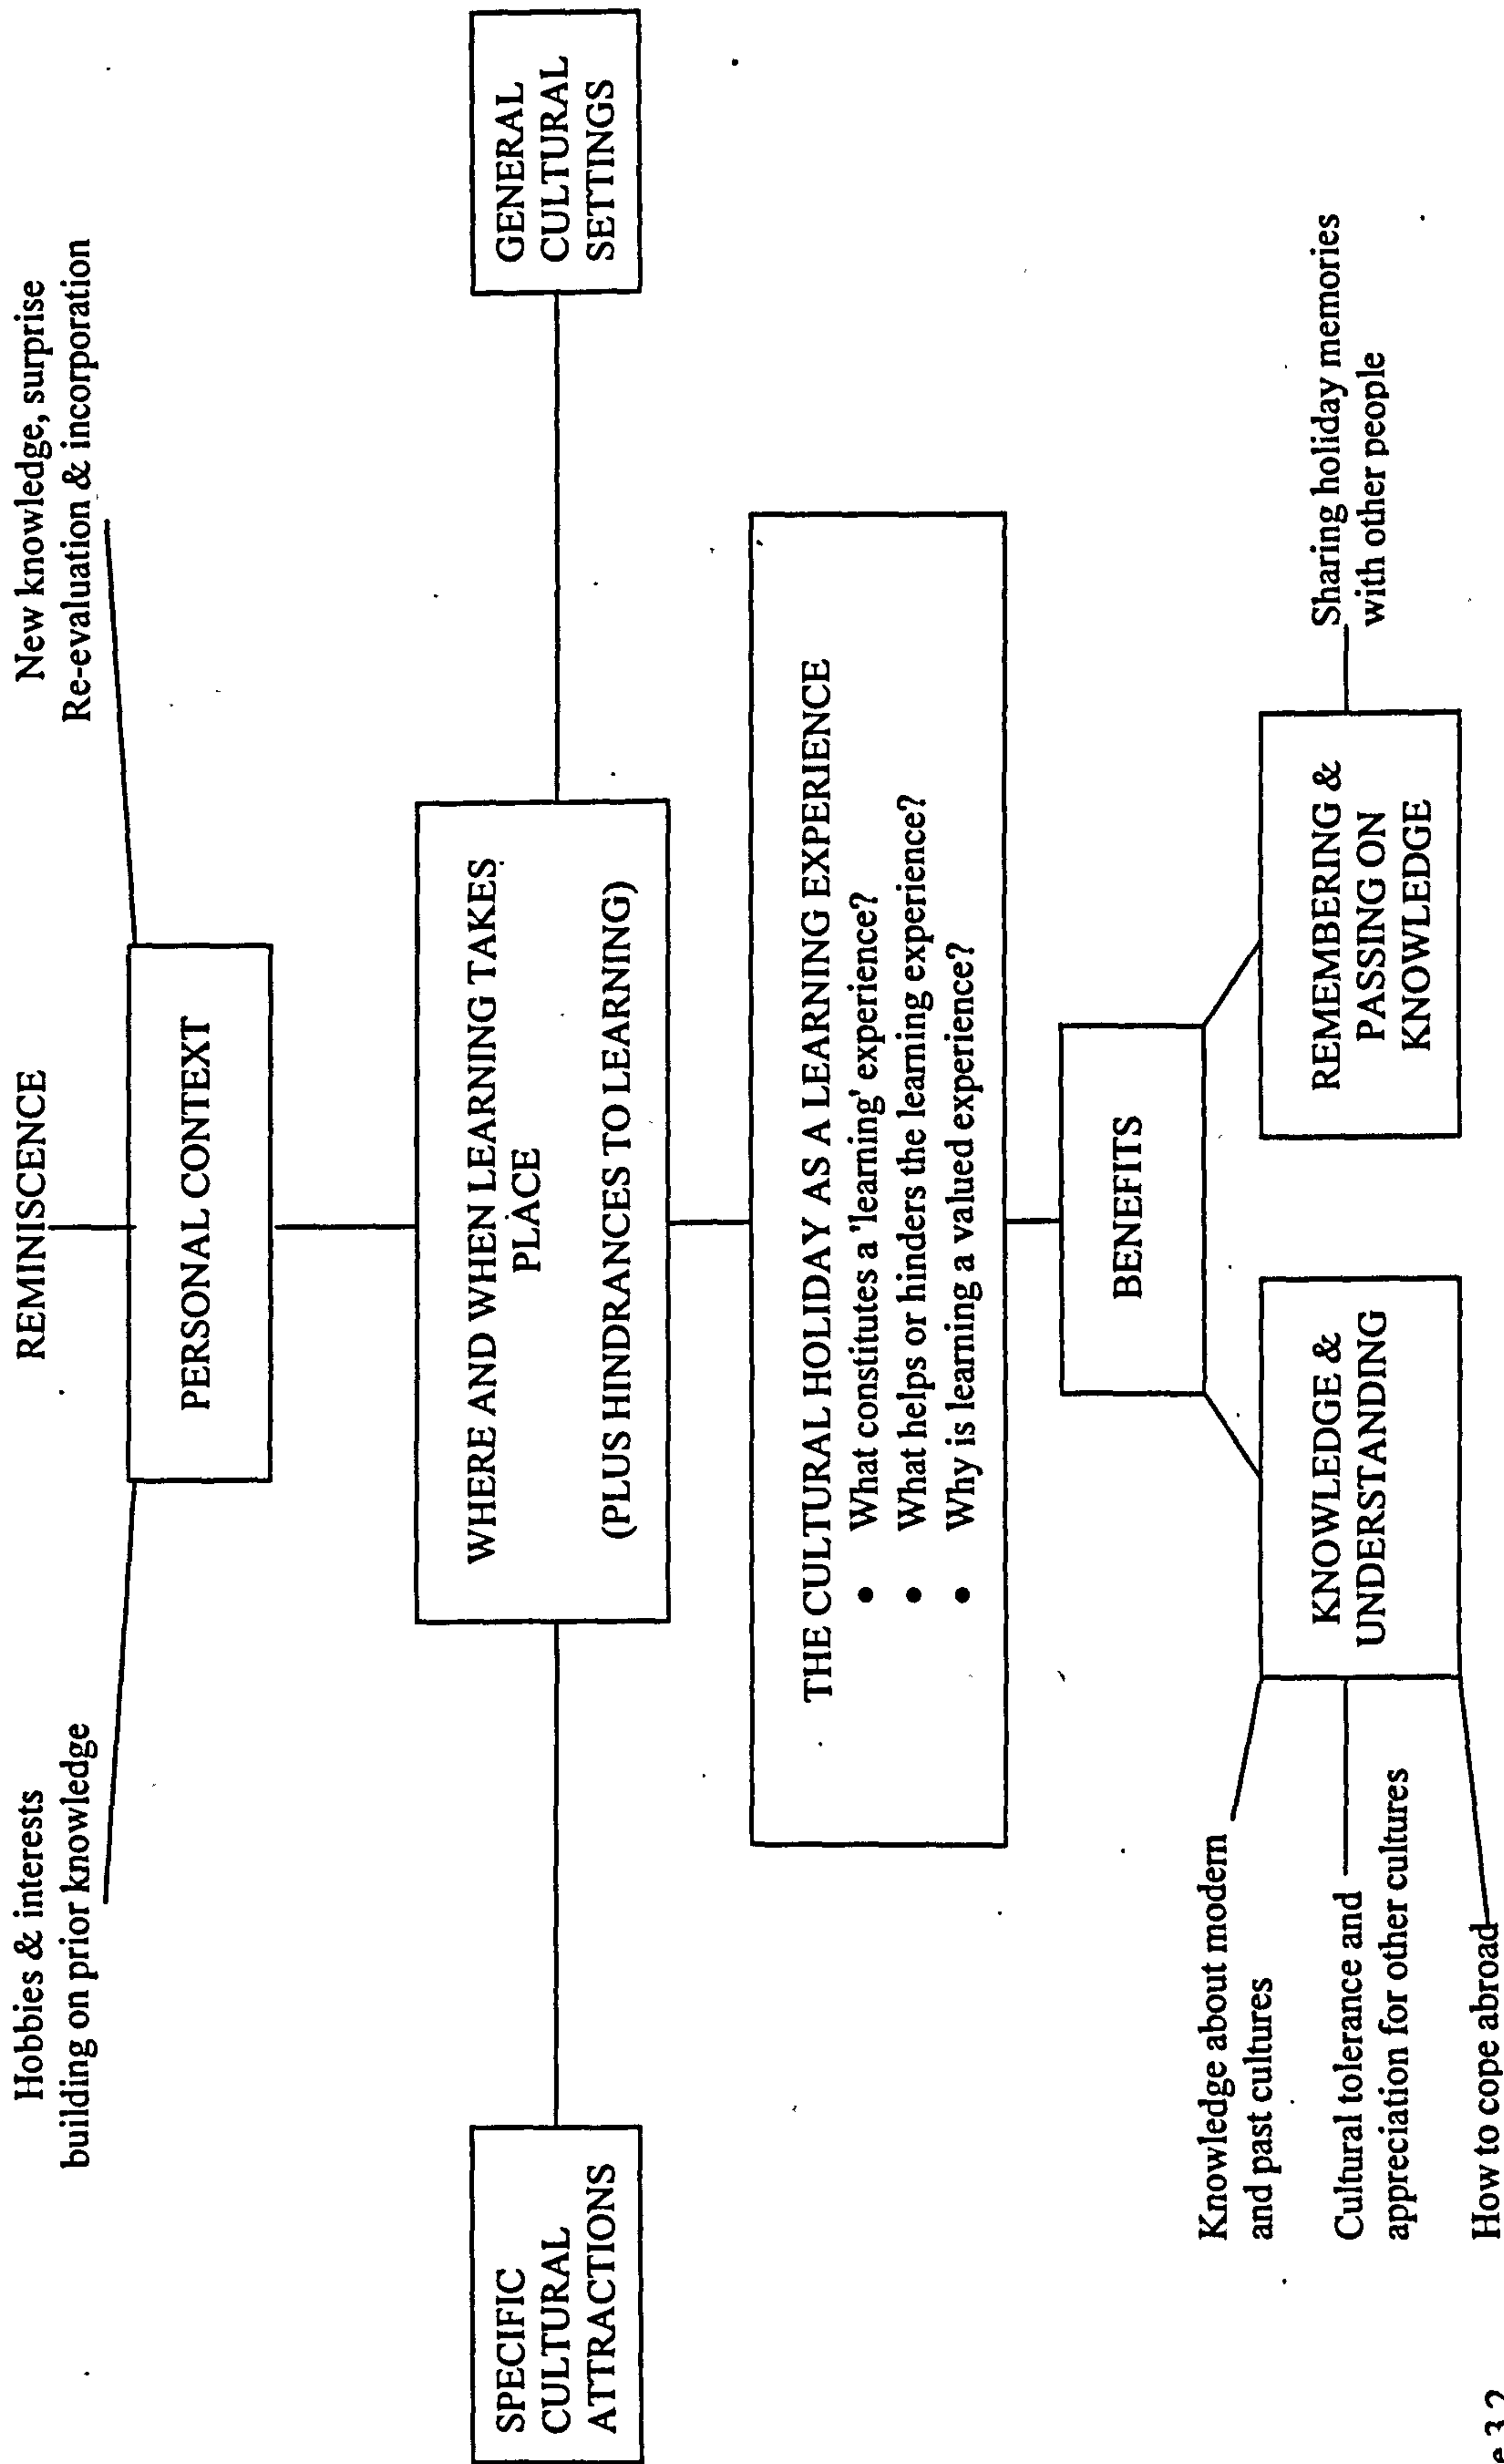 Hobbies & interests
building on prior knowledge
REMINISCENCE
New knowledge, surprise
Re-evaluation & incorporation
PERSONAL CONTEXT
SPECIFIC
CULTURAL
ATTRACTIONS
WHERE AND WHEN LEARNING TAKES
PLACE
(PLUS HINDRANCES TO LEARNING)
GENERAL
CULTURAL
SETTINGS
THE CULTURAL HOLIDAY AS A LEARNING EXPERIENCE
• What constitutes a 'learning' experience?
• What helps or hinders the learning experience?
• Why is learning a valued experience?
BENEFITS
Knowledge about modern
and past cultures
Cultural tolerance and
appreciation for other cultures
How to cope abroad
KNOWLEDGE &
UNDERSTANDING
REMEMBERING &
PASSING ON
KNOWLEDGE
Sharing holiday memories
with other people
3.2